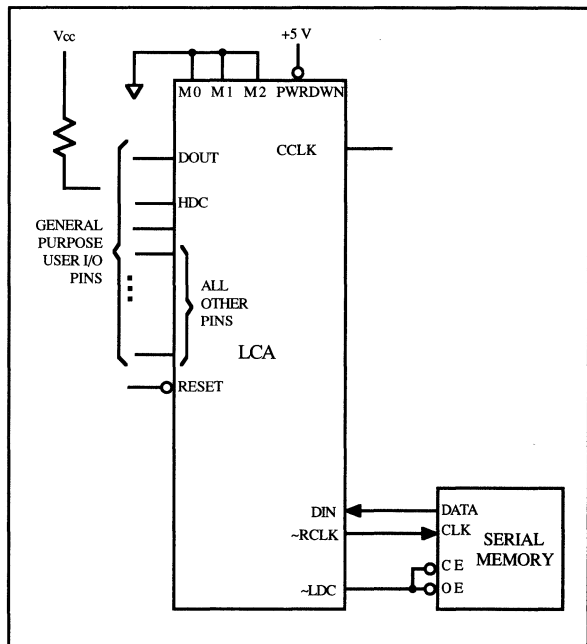 Vcc
+5 V
M0 M1 M2 PWRDWN
DOUT
CCLK
HDC
GENERAL
PURPOSE
USER I/O
PINS
ALL
OTHER
PINS
LCA
RESET
DIN
~RCLK
~LDC
DATA
CLK
SERIAL
MEMORY
CE
OE